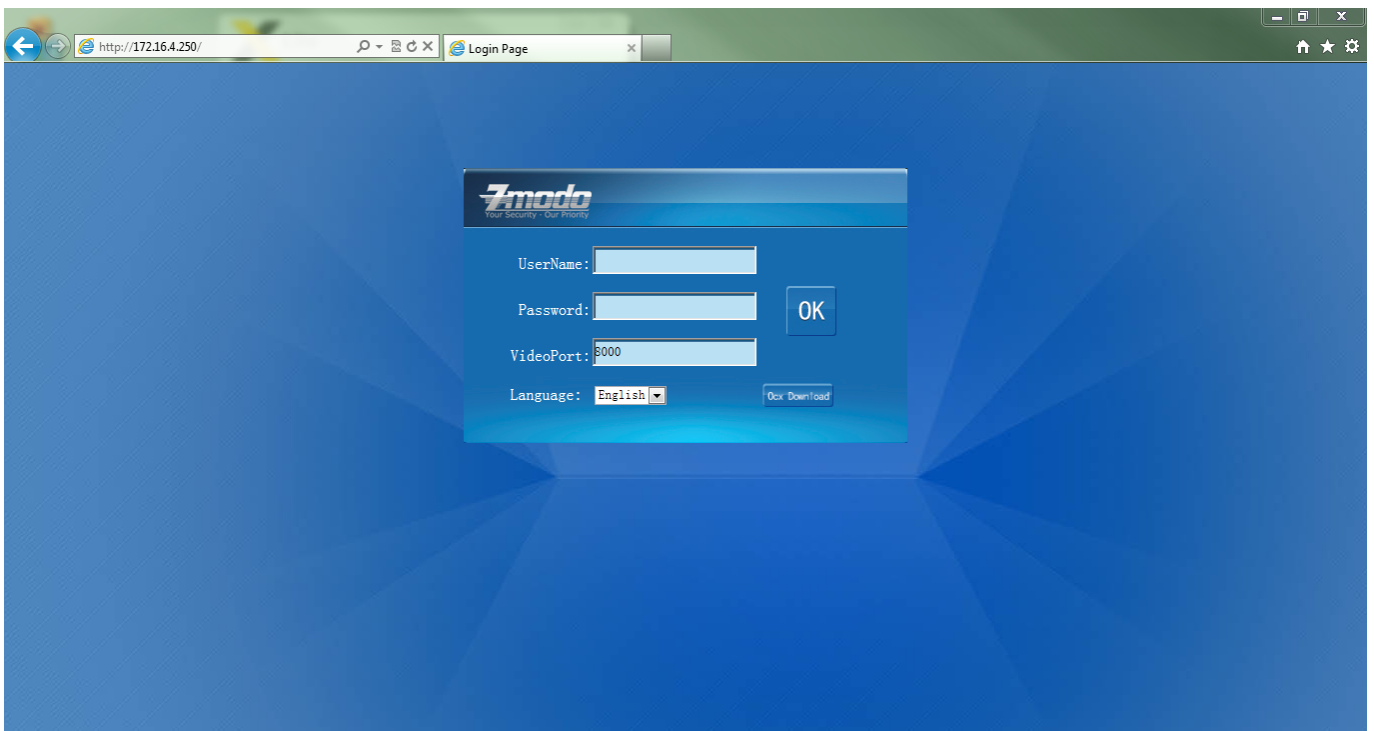 http://172.16.4.250/
Login Page
Zmodo
Your Security - Our Priority
UserName:
Password:
OK
VideoPort: 8000
Language: English
Ocx Download